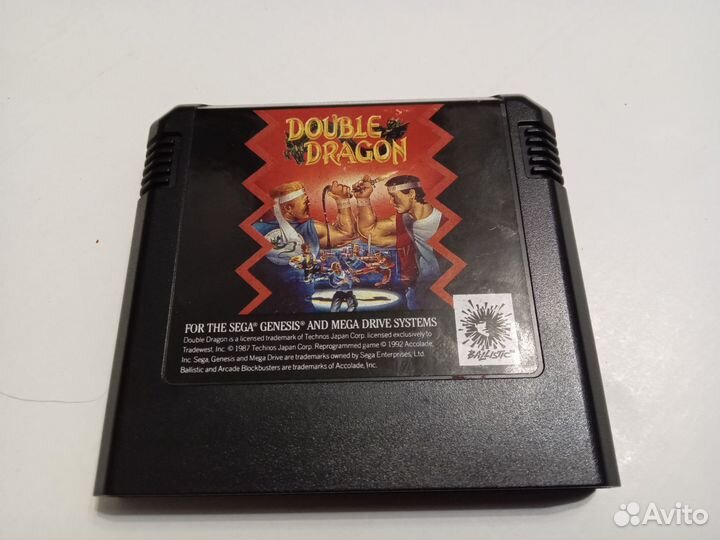 DOUBLE
DRAGON
FOR THE SEGA® GENESIS® AND MEGA DRIVE SYSTEMS
Double Dragon is a licensed trademark of Technos Japan Corp. licensed exclusively to
Tradewest, Inc. © 1987 Technos Japan Corp. Reprogrammed game © 1992 Accolade,
Inc. Sega, Genesis and Mega Drive are trademarks owned by Sega Enterprises, Ltd.
Ballistic and Arcade Blockbusters are trademarks of Accolade, Inc.
BALLISTIC™
Avito